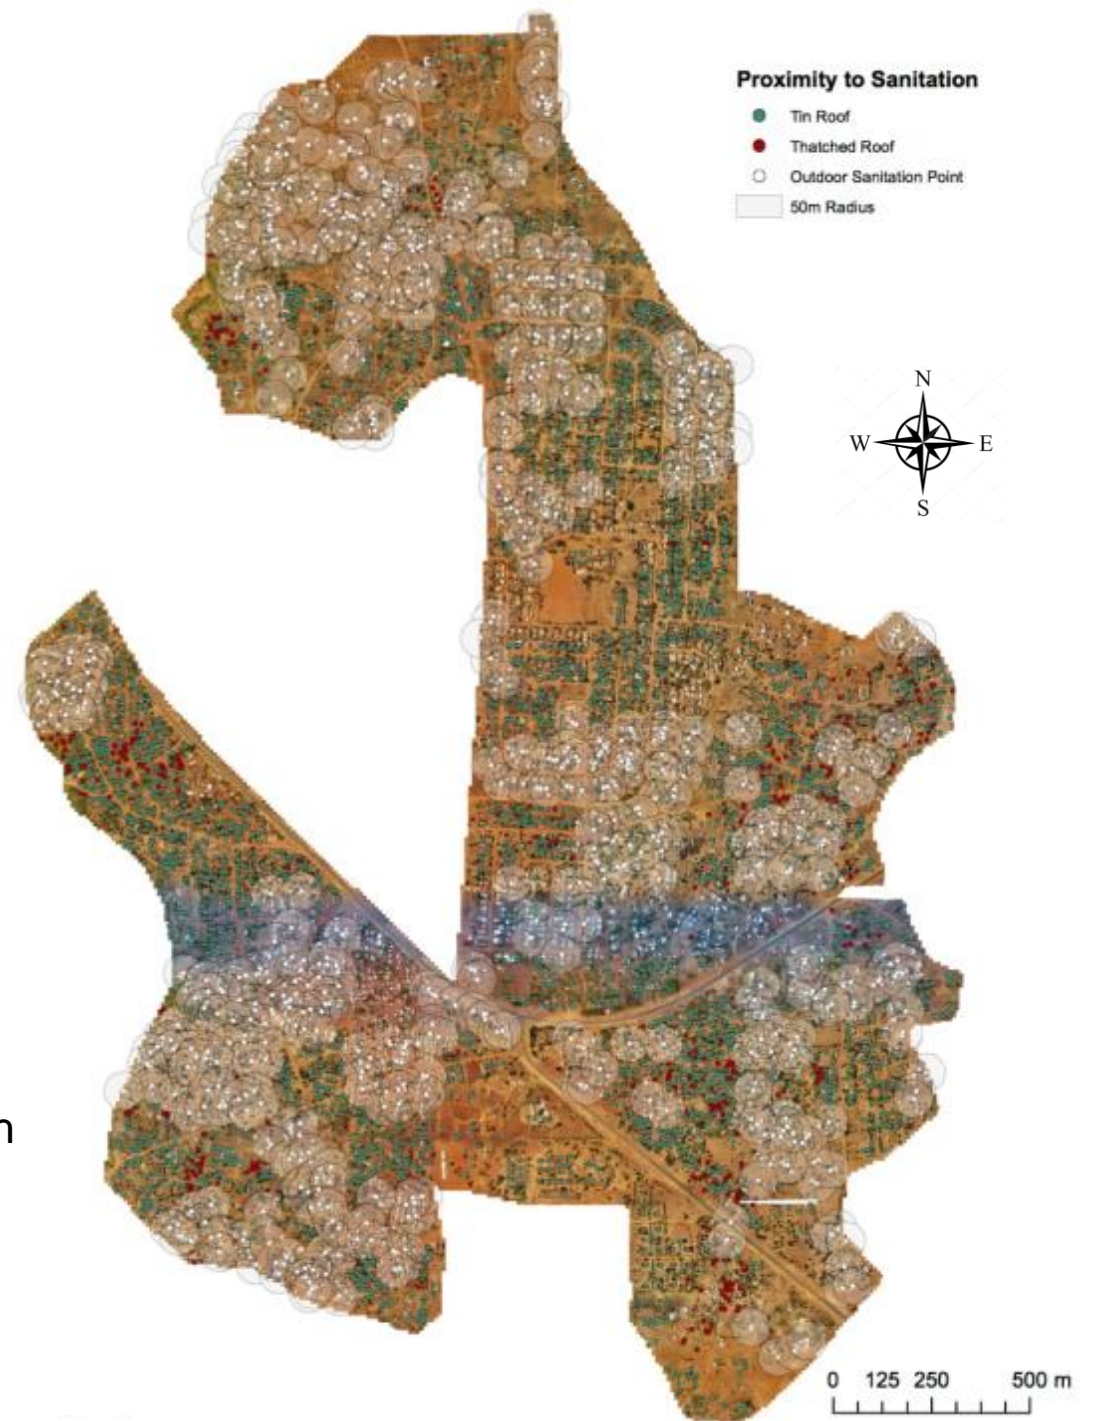 Proximity to Sanitation
Tin Roof
Thatched Roof
Outdoor Sanitation Point
50m Radius
N
W E
S
n
0 125 250 500 m